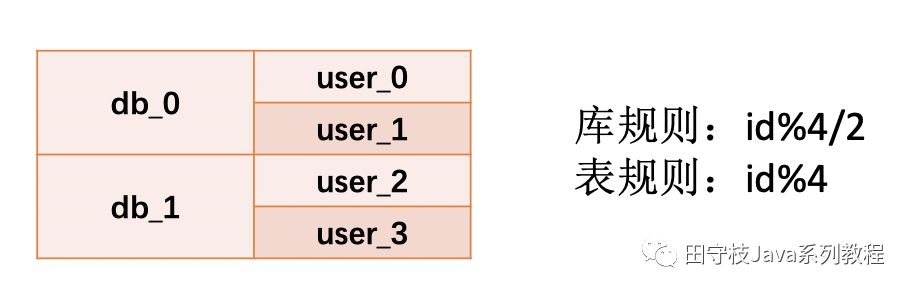 db_0
user_0
user_1
db_1
user_2
user_3
库规则：id%4/2
表规则：id%4
田守枝Java系列教程